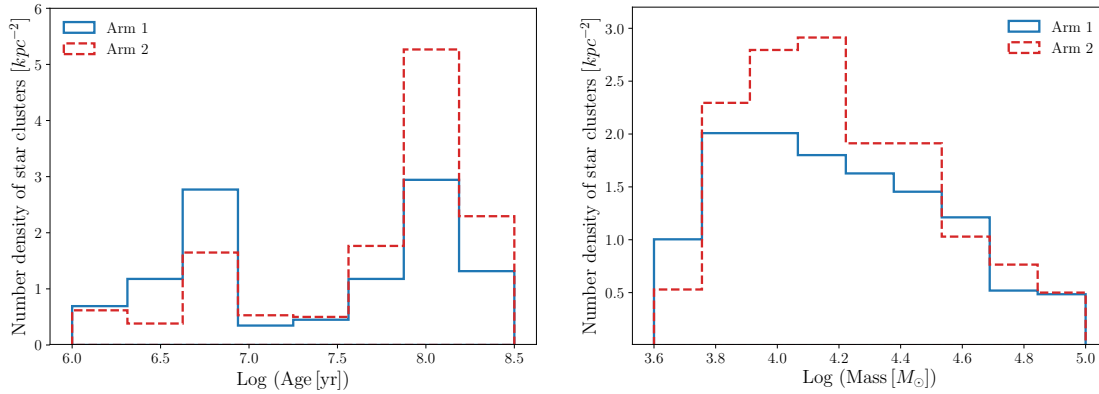 Number density of star clusters [kpc⁻²]
6
5
4
3
2
1
0
Arm 1
Arm 2
6.0 6.5 7.0 7.5 8.0 8.5
Log (Age [yr])
Number density of star clusters [kpc⁻²]
3.0
2.5
2.0
1.5
1.0
0.5
Arm 1
Arm 2
3.6 3.8 4.0 4.2 4.4 4.6 4.8 5.0
Log (Mass [M⊙])